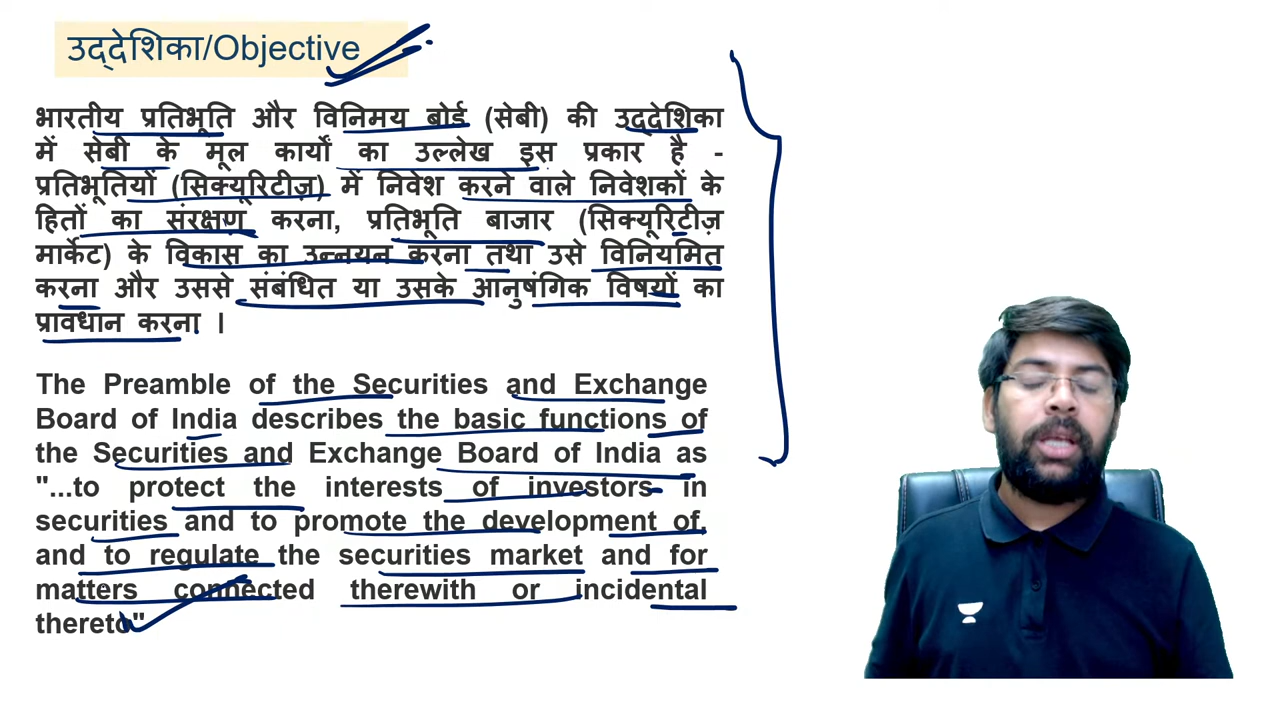 उद्देशिका/Objective
भारतीय प्रतिभूति और विनिमय बोर्ड (सेबी) की उद्देशिका
में सेबी के मूल कार्यों का उल्लेख इस प्रकार है -
प्रतिभूतियों (सिक्यूरिटीज़) में निवेश करने वाले निवेशकों के
हितों का संरक्षण करना, प्रतिभूति बाजार (सिक्यूरिटीज़
मार्केट) के विकास का उन्नयन करना तथा उसे विनियमित
करना और उससे संबंधित या उसके आनुषंगिक विषयों का
प्रावधान करना ।
The Preamble of the Securities and Exchange
Board of India describes the basic functions of
the Securities and Exchange Board of India as
"...to protect the interests of investors in
securities and to promote the development of,
and to regulate the securities market and for
matters connected therewith or incidental
thereto"